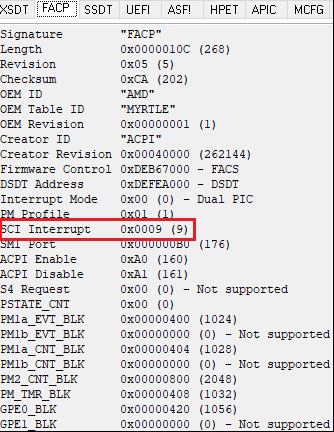 XSDT FACP SSDT UEFI ASF! HPET APIC MCFG
Signature "FACP"
Length 0x0000010C (268)
Revision 0x05 (5)
Checksum 0xCA (202)
OEM ID "AMD"
OEM Table ID "MYRTLE"
OEM Revision 0x00000001 (1)
Creator ID "ACPI"
Creator Revision 0x00040000 (262144)
Firmware Control 0xDEB67000 - FACS
DSDT Address 0xDEFEA000 - DSDT
Interrupt Mode 0x00 (0) - Dual PIC
PM Profile 0x01 (1)
SCI Interrupt 0x0009 (9)
SMI Port 0x000000B0 (176)
ACPI Enable 0xA0 (160)
ACPI Disable 0xA1 (161)
S4 Request 0x00 (0) - Not supported
PSTATE_CNT 0x00 (0)
PM1a_EVT_BLK 0x00000400 (1024)
PM1b_EVT_BLK 0x00000000 (0) - Not supported
PM1a_CNT_BLK 0x00000404 (1028)
PM1b_CNT_BLK 0x00000000 (0) - Not supported
PM2_CNT_BLK 0x00000800 (2048)
PM_TMR_BLK 0x00000408 (1032)
GPE0_BLK 0x00000420 (1056)
GPE1_BLK 0x00000000 (0) - Not supported